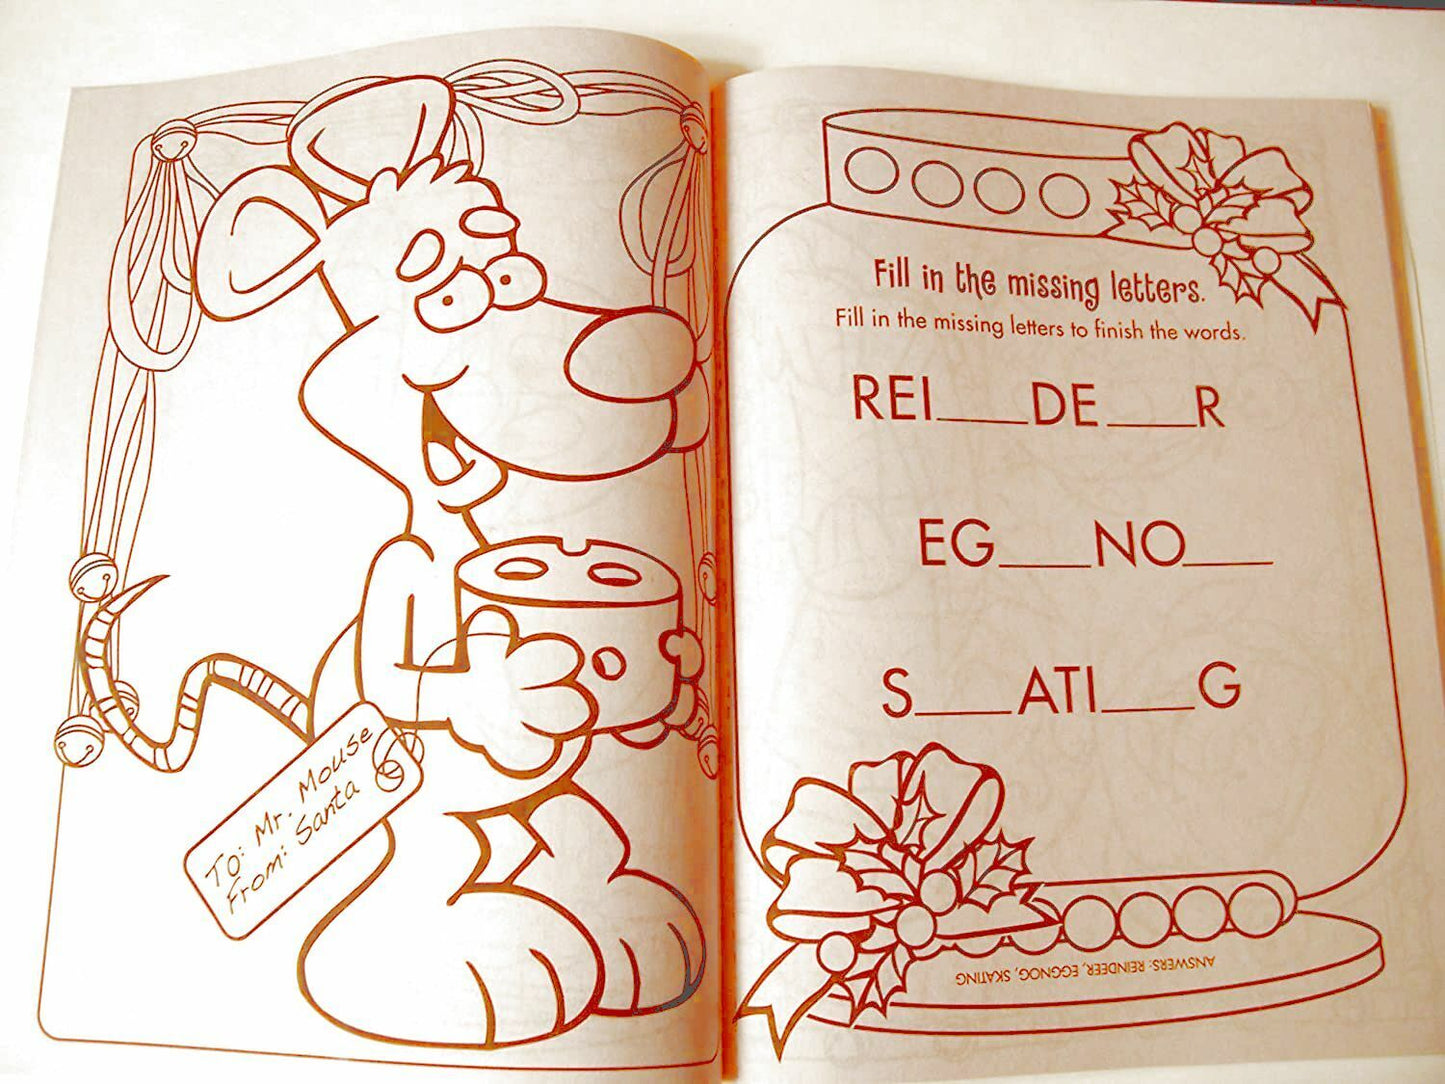 To: Mr. Mouse
From: Santa
Fill in the missing letters.
Fill in the missing letters to finish the words.
REI___DE___R
EG___NO___
S___ATI___G
ANSWERS: REINDEER, EGGNOG, SKATING